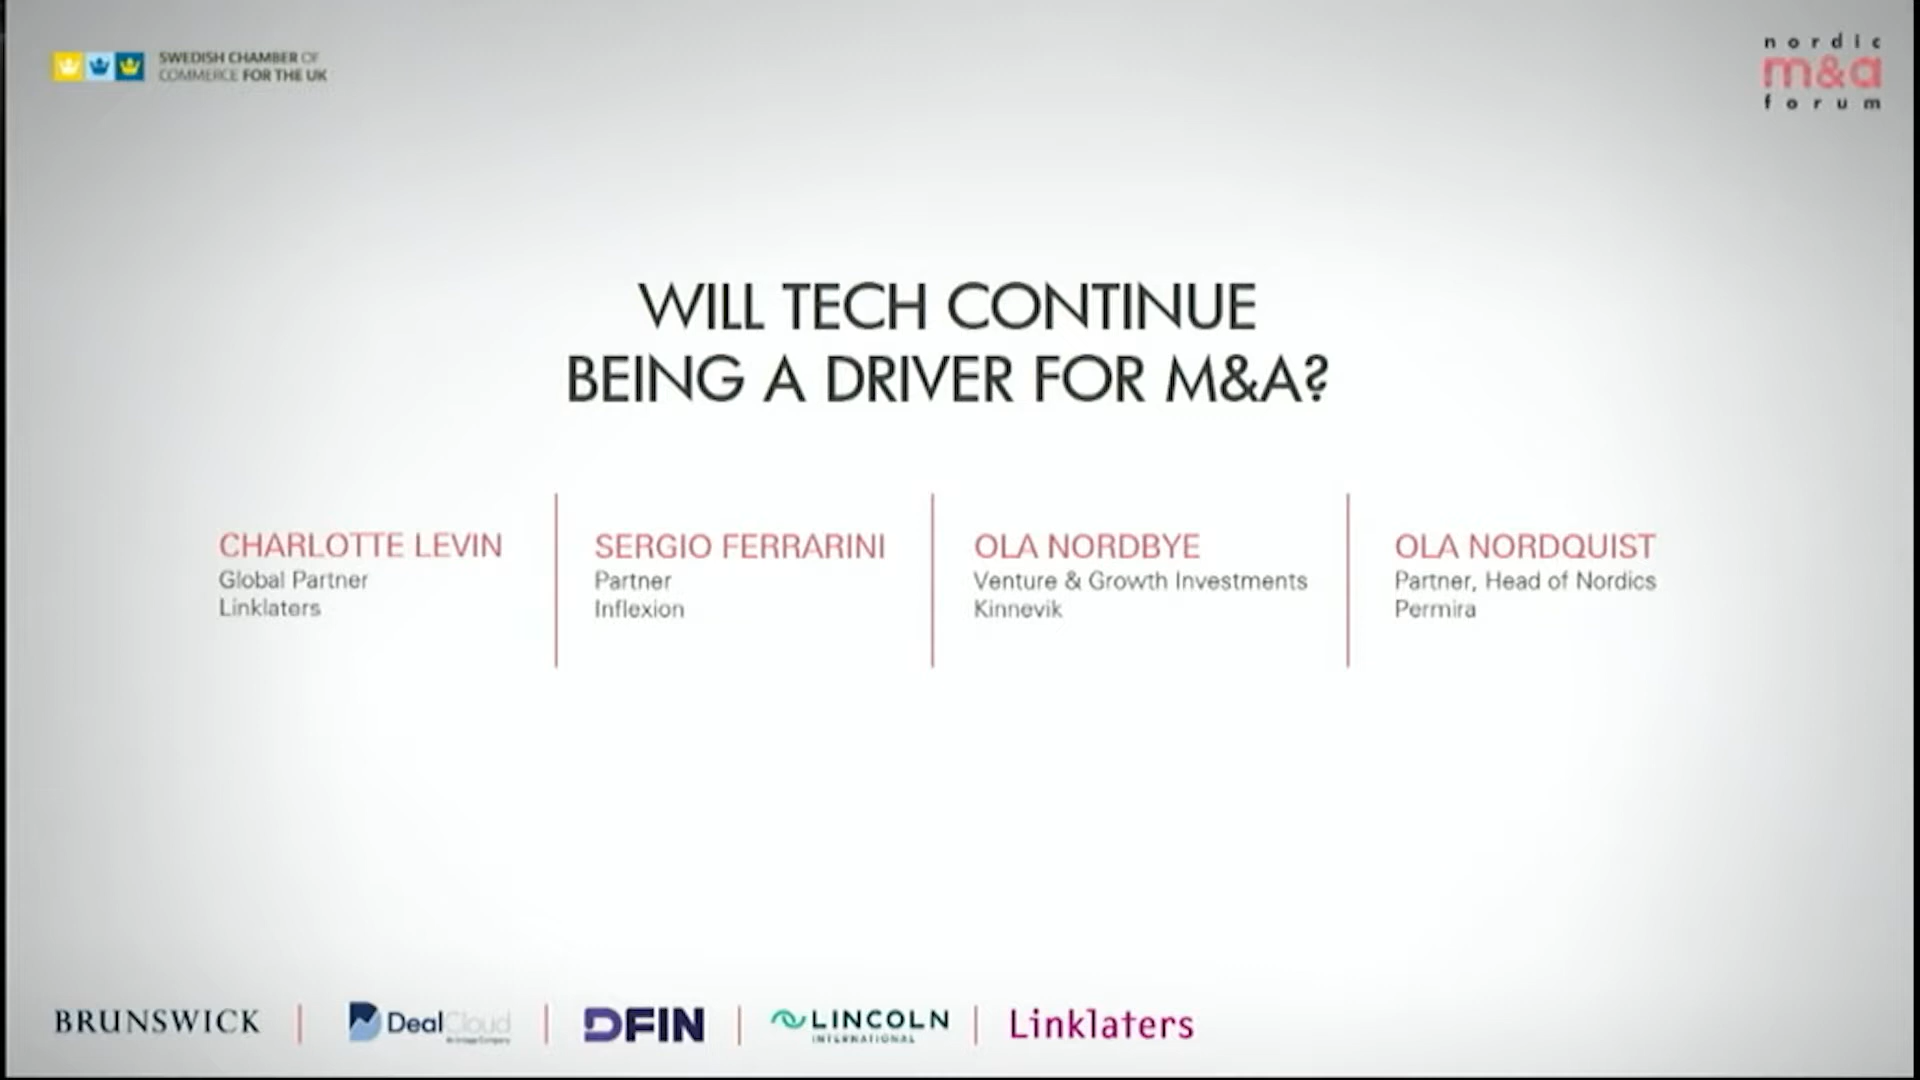 SWEDISH CHAMBER OF
COMMERCE FOR THE UK
nordic
m&a
forum
WILL TECH CONTINUE
BEING A DRIVER FOR M&A?
CHARLOTTE LEVIN
Global Partner
Linklaters
SERGIO FERRARINI
Partner
Inflexion
OLA NORDBYE
Venture & Growth Investments
Kinnevik
OLA NORDQUIST
Partner, Head of Nordics
Permira
BRUNSWICK
DealCloud
DFIN
LINCOLN
INTERNATIONAL
Linklaters